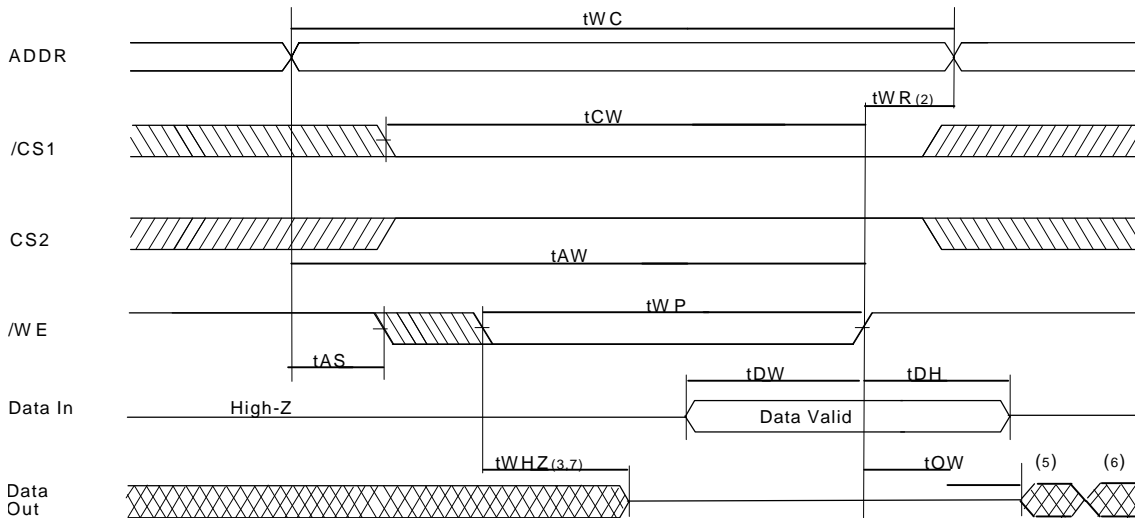 tWC
ADDR
tWR (2)
tCW
/CS1
CS2
tAW
tWP
/WE
tAS
tDW
tDH
Data In
High-Z
Data Valid
tWHZ (3,7)
tOW
(5)
(6)
Data
Out